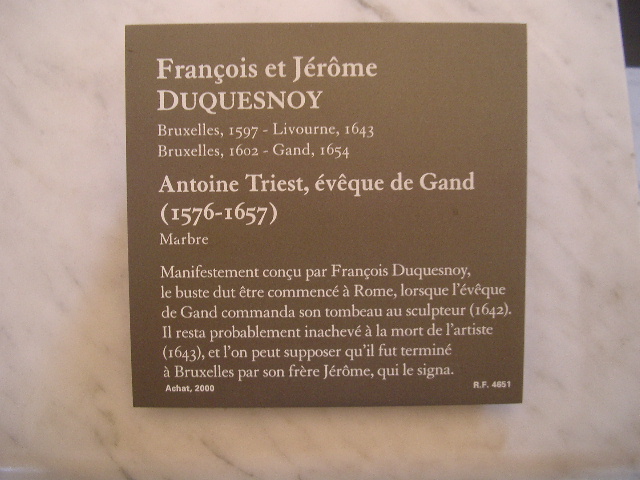 François et Jérôme
DUQUESNOY
Bruxelles, 1597 - Livourne, 1643
Bruxelles, 1602 - Gand, 1654
Antoine Triest, évêque de Gand
(1576-1657)
Marbre
Manifestement conçu par François Duquesnoy,
le buste dut être commencé à Rome, lorsque l'évêque
de Gand commanda son tombeau au sculpteur (1642).
Il resta probablement inachevé à la mort de l'artiste
(1643), et l'on peut supposer qu'il fut terminé
à Bruxelles par son frère Jérôme, qui le signa.
Achat, 2000 R.F. 4651